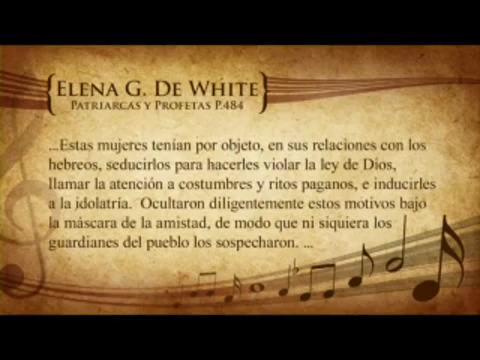 {ELENA G. DE WHITE}
PATRIARCAS Y PROFETAS P.484
...Estas mujeres tenían por objeto, en sus relaciones con los
hebreos, seducirlos para hacerles violar la ley de Dios,
llamar la atención a costumbres y ritos paganos, e inducirles
a la idolatría. Ocultaron diligentemente estos motivos bajo
la máscara de la amistad, de modo que ni siquiera los
guardianes del pueblo los sospecharon. ...